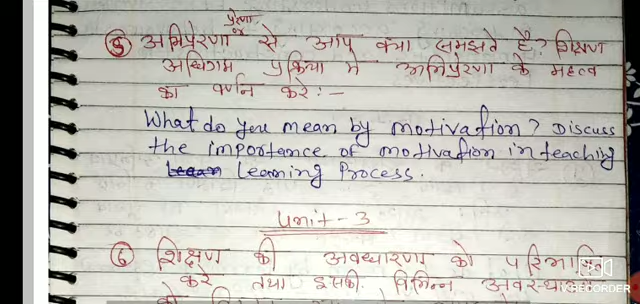 प्रेरणा
⑤ अभिप्रेरणा से आप क्या समझते है? शिक्षण
अधिगम प्रक्रिया में अभिप्रेरणा के महत्व
का वर्णन करे:—
What do you mean by motivation? Discuss
the importance of motivation in teaching
Learning Process.
Unit-3
⑥ शिक्षण की अवधारणा को परिभाषित
करे तथा इसकी विभिन्न अवस्थाओं
VRECORDER